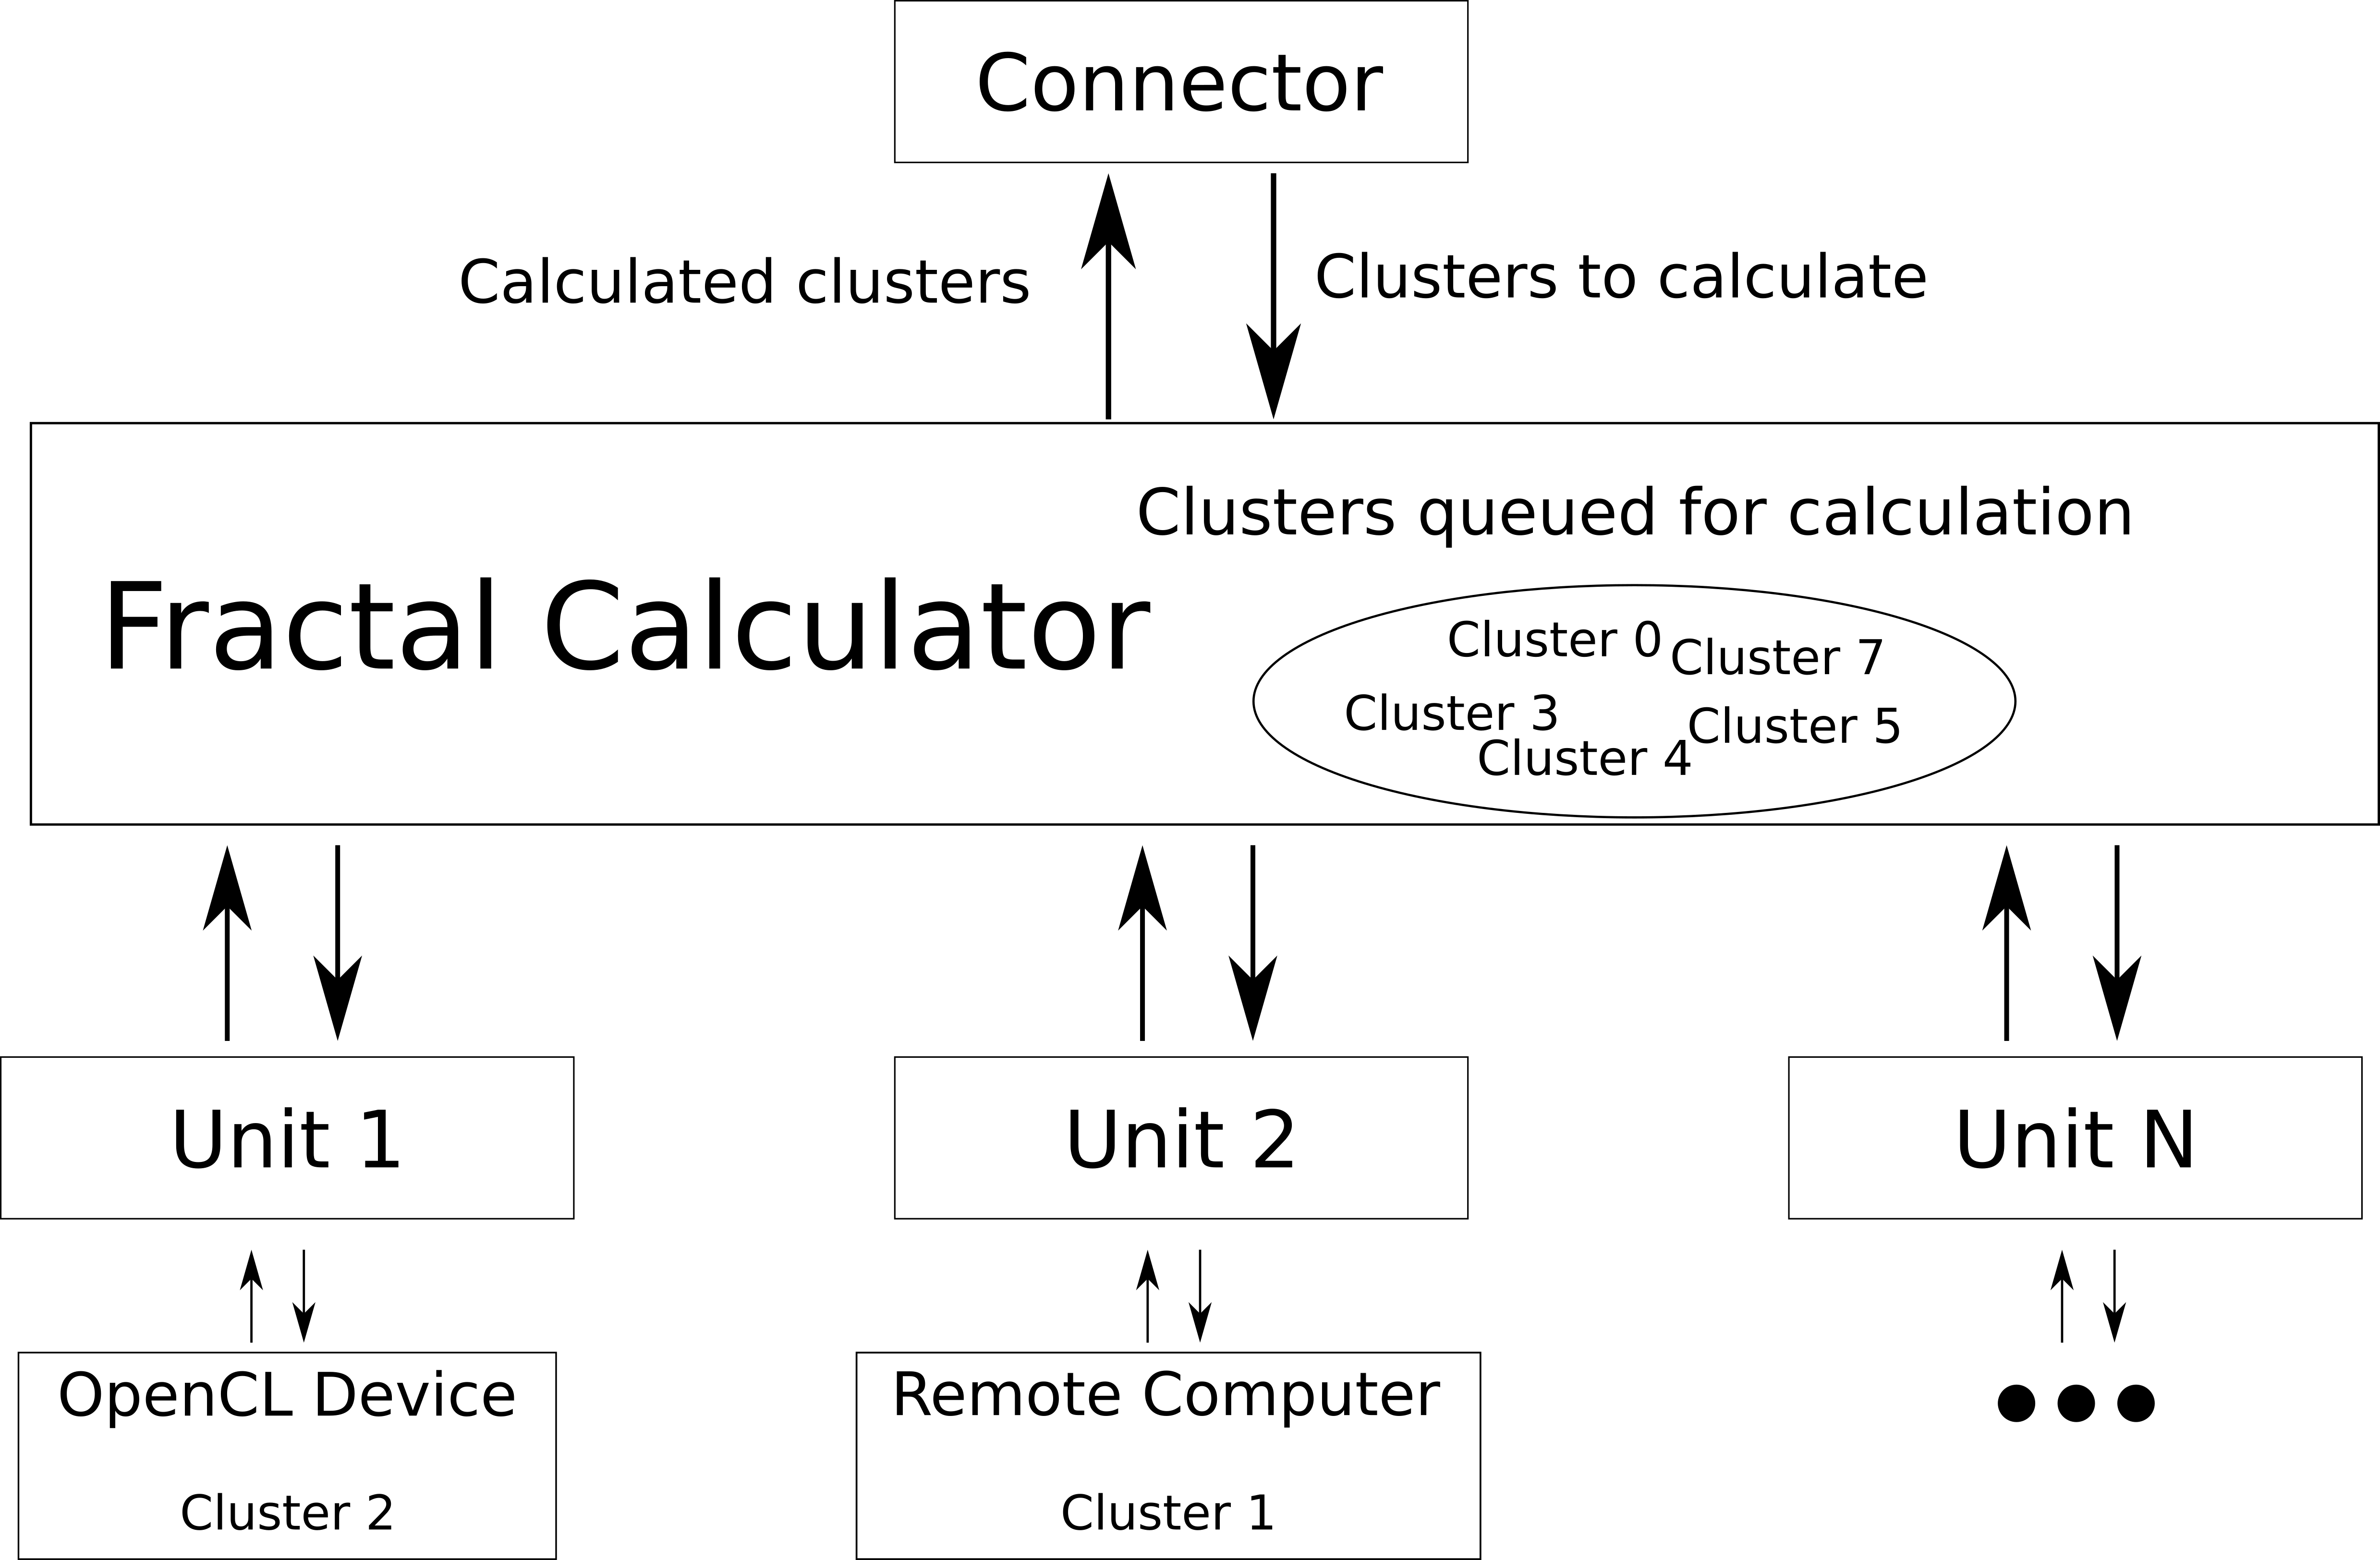 Connector
Calculated clusters
Clusters to calculate
Clusters queued for calculation
Fractal Calculator
Cluster 0
Cluster 7
Cluster 3
Cluster 5
Cluster 4
Unit 1
Unit 2
Unit N
OpenCL Device
Cluster 2
Remote Computer
Cluster 1